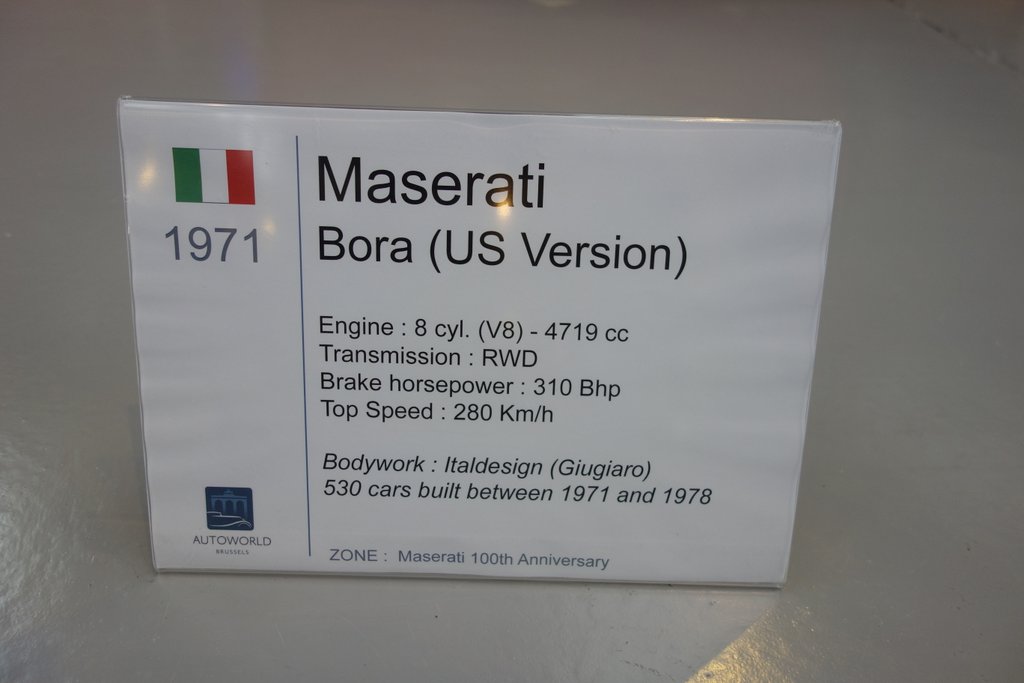 1971
Maserati
Bora (US Version)
Engine : 8 cyl. (V8) - 4719 cc
Transmission : RWD
Brake horsepower : 310 Bhp
Top Speed : 280 Km/h
Bodywork : Italdesign (Giugiaro)
530 cars built between 1971 and 1978
AUTOWORLD
BRUSSELS
ZONE : Maserati 100th Anniversary